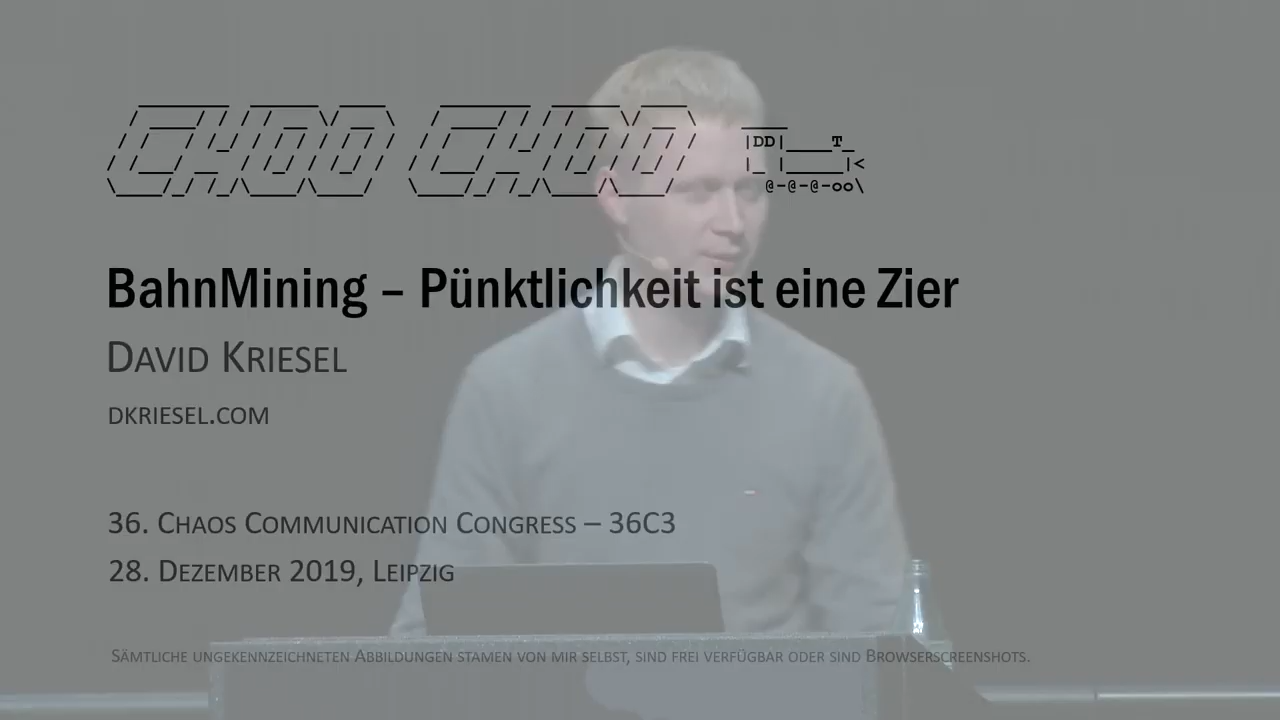 CHOO CHOO
BahnMining – Pünktlichkeit ist eine Zier
David Kriesel
dkriesel.com
36. Chaos Communication Congress – 36C3
28. Dezember 2019, Leipzig
Sämtliche ungekennzeichneten Abbildungen stamen von mir selbst, sind frei verfügbar oder sind Browserscreenshots.